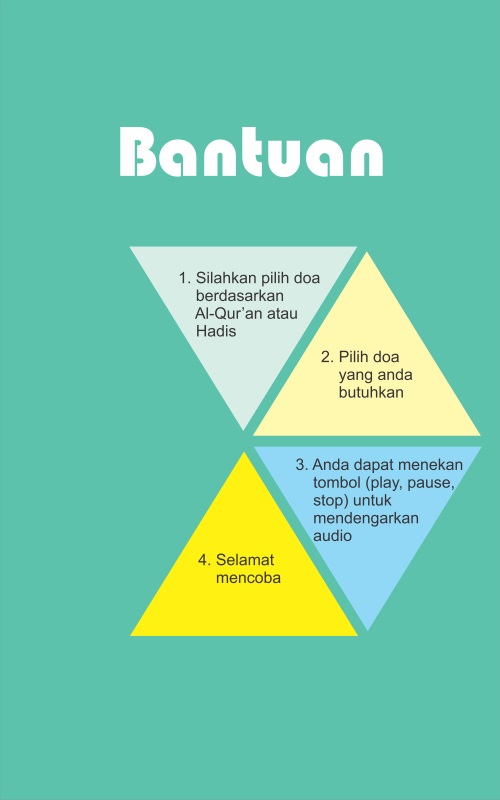 Bantuan
1. Silahkan pilih doa
berdasarkan
Al-Qur'an atau
Hadis
2. Pilih doa
yang anda
butuhkan
3. Anda dapat menekan
tombol (play, pause,
stop) untuk
mendengarkan
audio
4. Selamat
mencoba